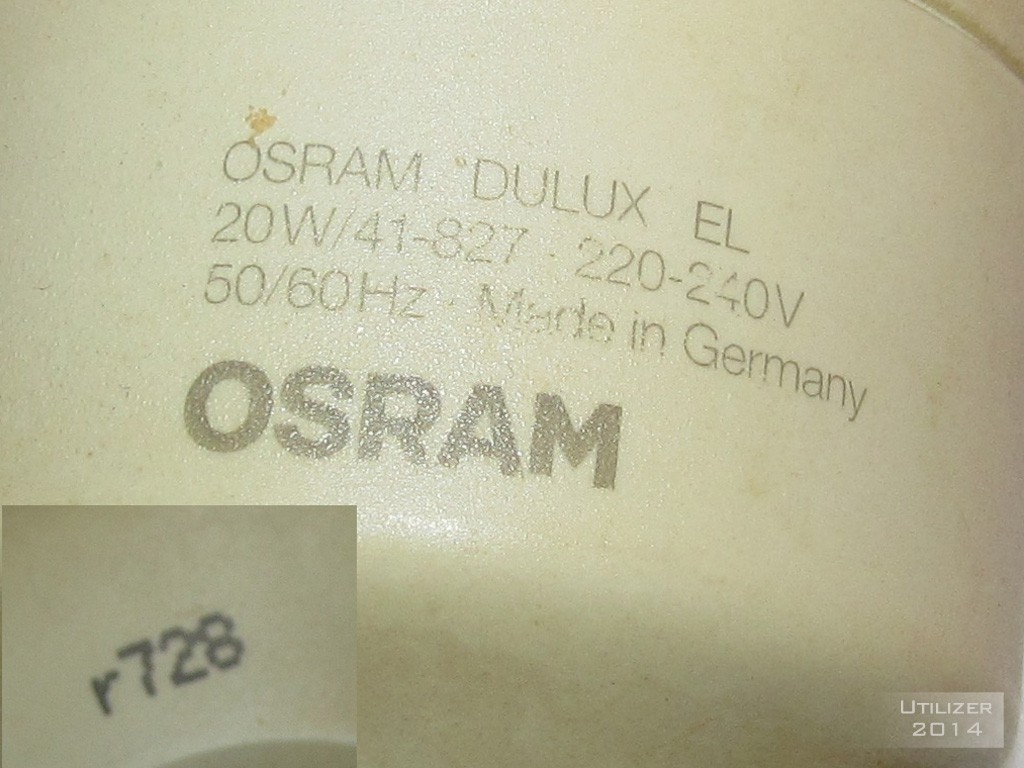 OSRAM DULUX EL
20W/41-827 · 220-240V
50/60Hz · Made in Germany
OSRAM
r728
UTILIZER
2014